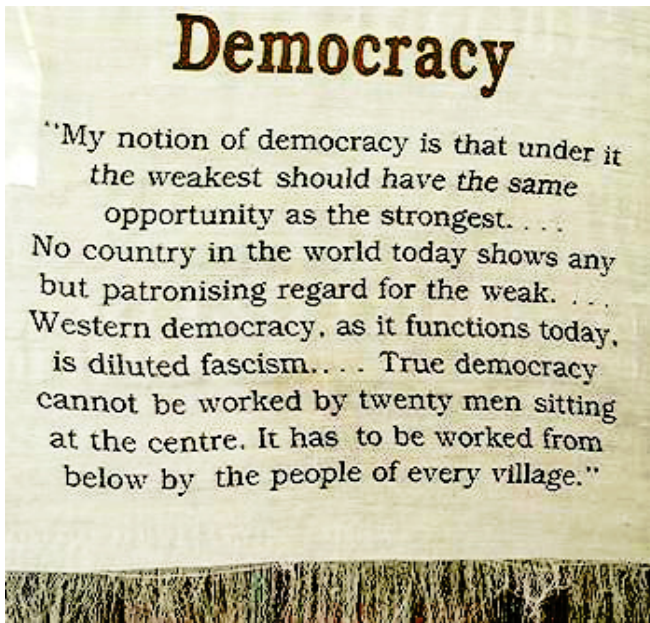 Democracy
“My notion of democracy is that under it
the weakest should have the same
opportunity as the strongest. . . .
No country in the world today shows any
but patronising regard for the weak. . . .
Western democracy, as it functions today,
is diluted fascism.. . . True democracy
cannot be worked by twenty men sitting
at the centre. It has to be worked from
below by the people of every village.”